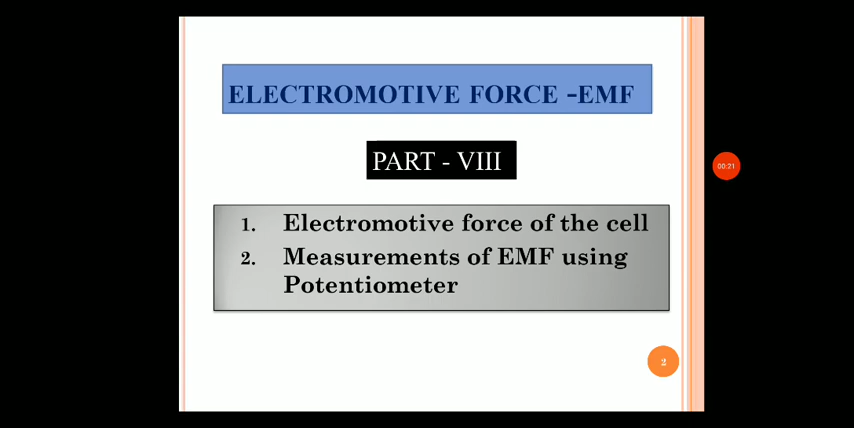 ELECTROMOTIVE FORCE -EMF
PART - VIII
00:21
1. Electromotive force of the cell
2. Measurements of EMF using
Potentiometer
2